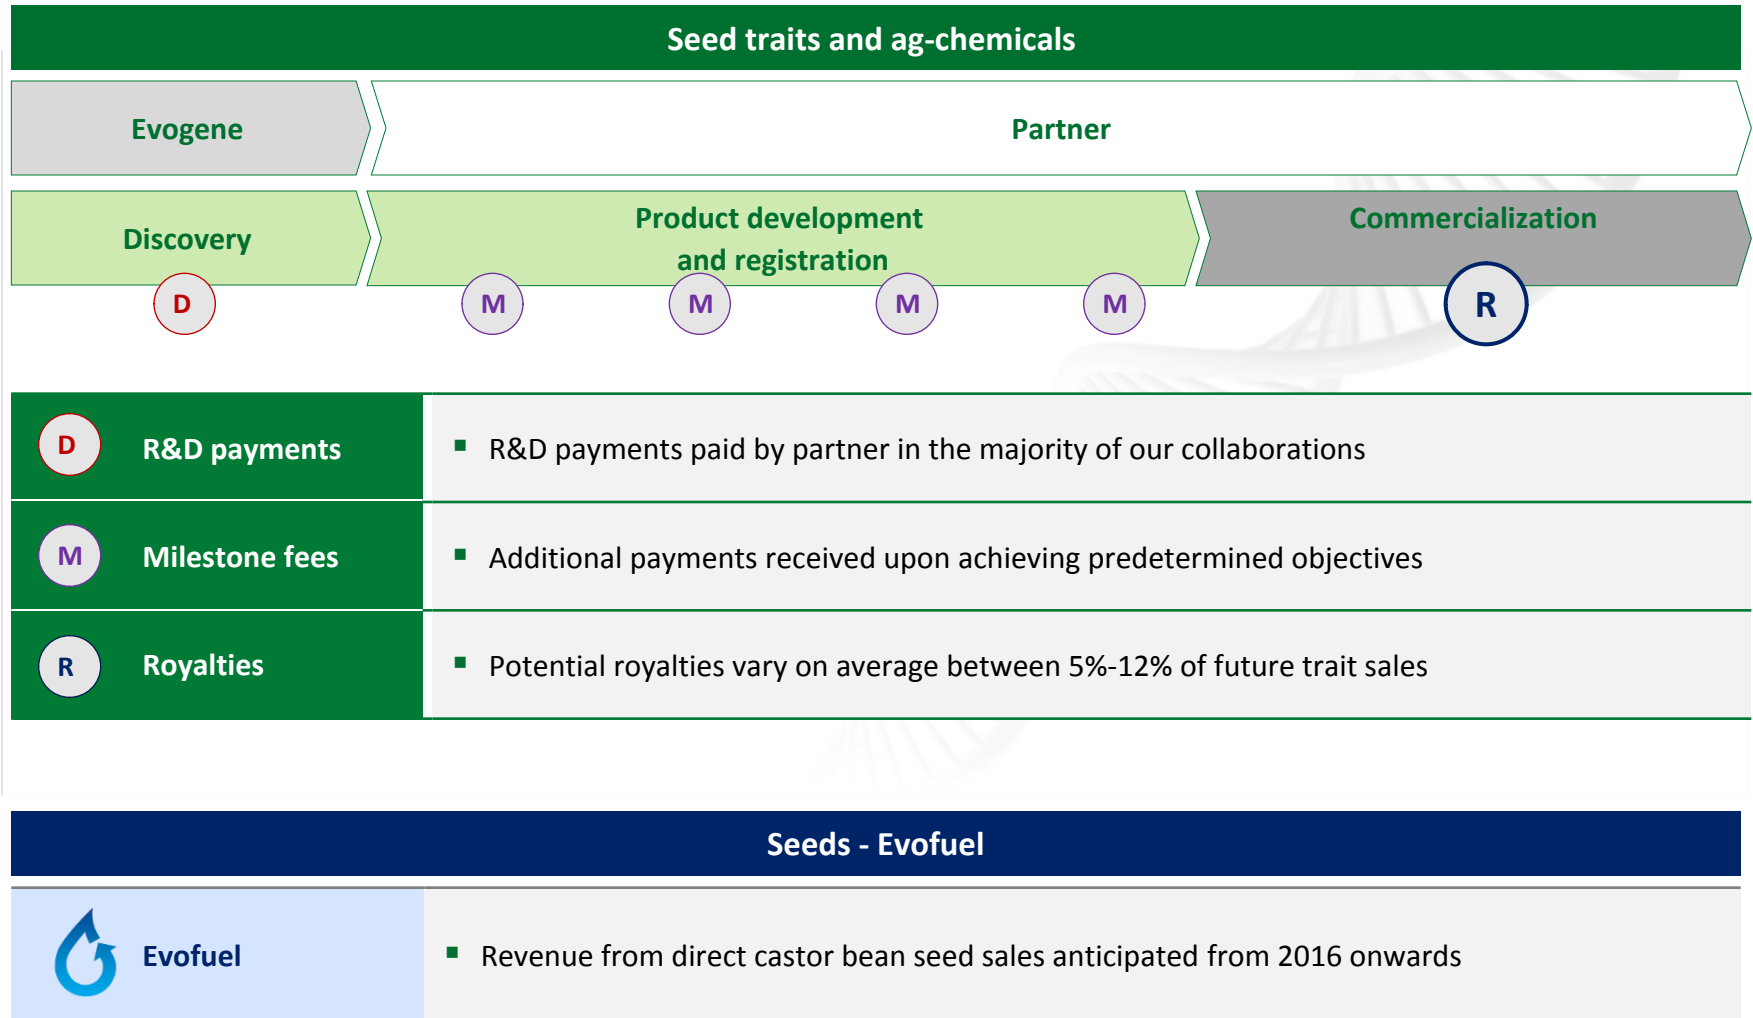 Seed traits and ag-chemicals
Evogene
Partner
Discovery
Product development
and registration
Commercialization
D
M
M
M
M
R
D
R&D payments
▪ R&D payments paid by partner in the majority of our collaborations
M
Milestone fees
▪ Additional payments received upon achieving predetermined objectives
R
Royalties
▪ Potential royalties vary on average between 5%-12% of future trait sales
Seeds - Evofuel
Evofuel
▪ Revenue from direct castor bean seed sales anticipated from 2016 onwards